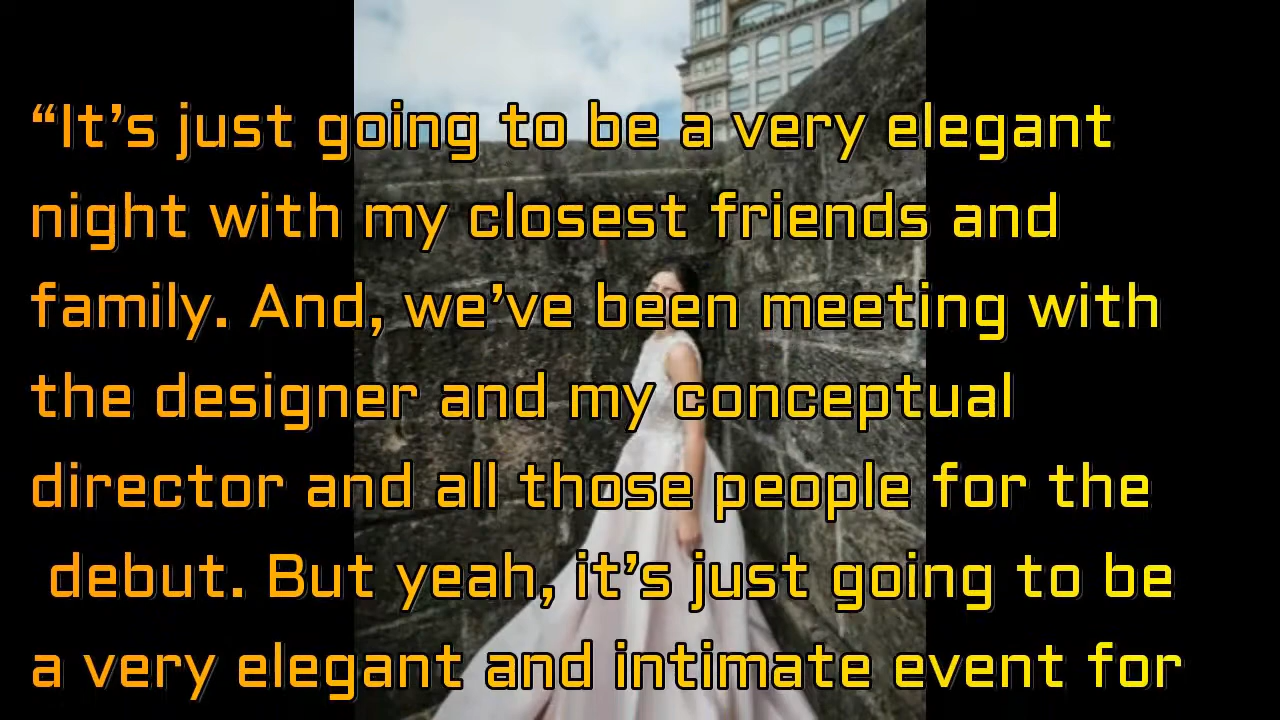 “It’s just going to be a very elegant
night with my closest friends and
family. And, we’ve been meeting with
the designer and my conceptual
director and all those people for the
debut. But yeah, it’s just going to be
a very elegant and intimate event for